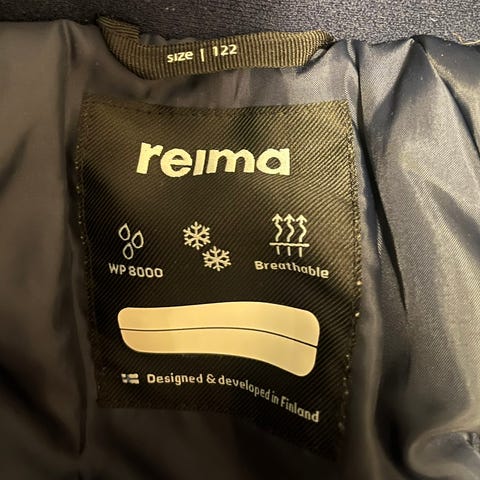 size | 122
reima
WP 8000
Breathable
Designed & developed in Finland